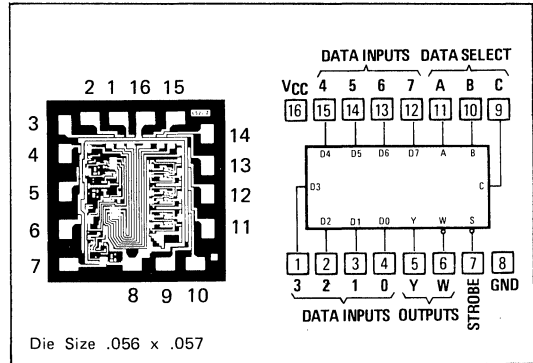 2 1 16 15
3
4
5
6
7
14
13
12
11
8 9 10
Die Size .056 x .057
DATA INPUTS DATA SELECT
VCC 4 5 6 7 A B C
16 15 14 13 12 11 10 9
D4 D5 D6 D7 A B
D3 C
D2 D1 D0 Y W S
1 2 3 4 5 6 7 8
3 2 1 0 Y W STROBE GND
DATA INPUTS OUTPUTS